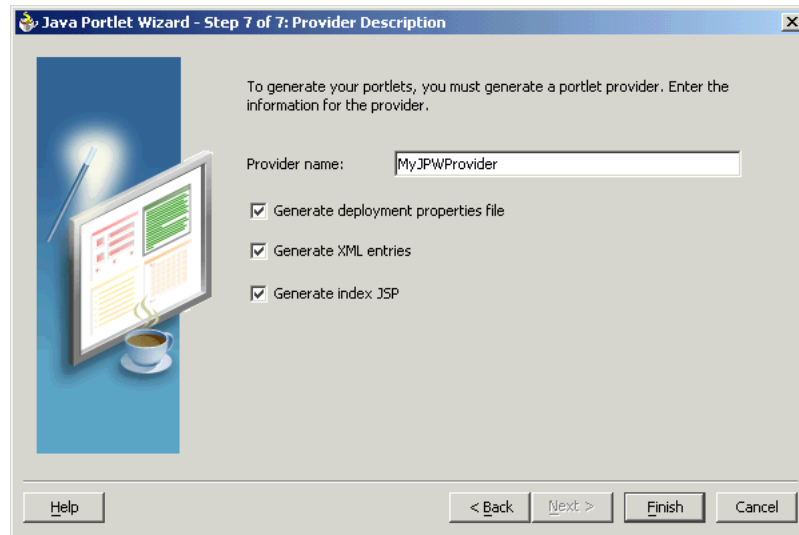 Java Portlet Wizard - Step 7 of 7: Provider Description
To generate your portlets, you must generate a portlet provider. Enter the
information for the provider.
Provider name: MyJPWProvider
Generate deployment properties file
Generate XML entries
Generate index JSP
Help < Back Next > Finish Cancel